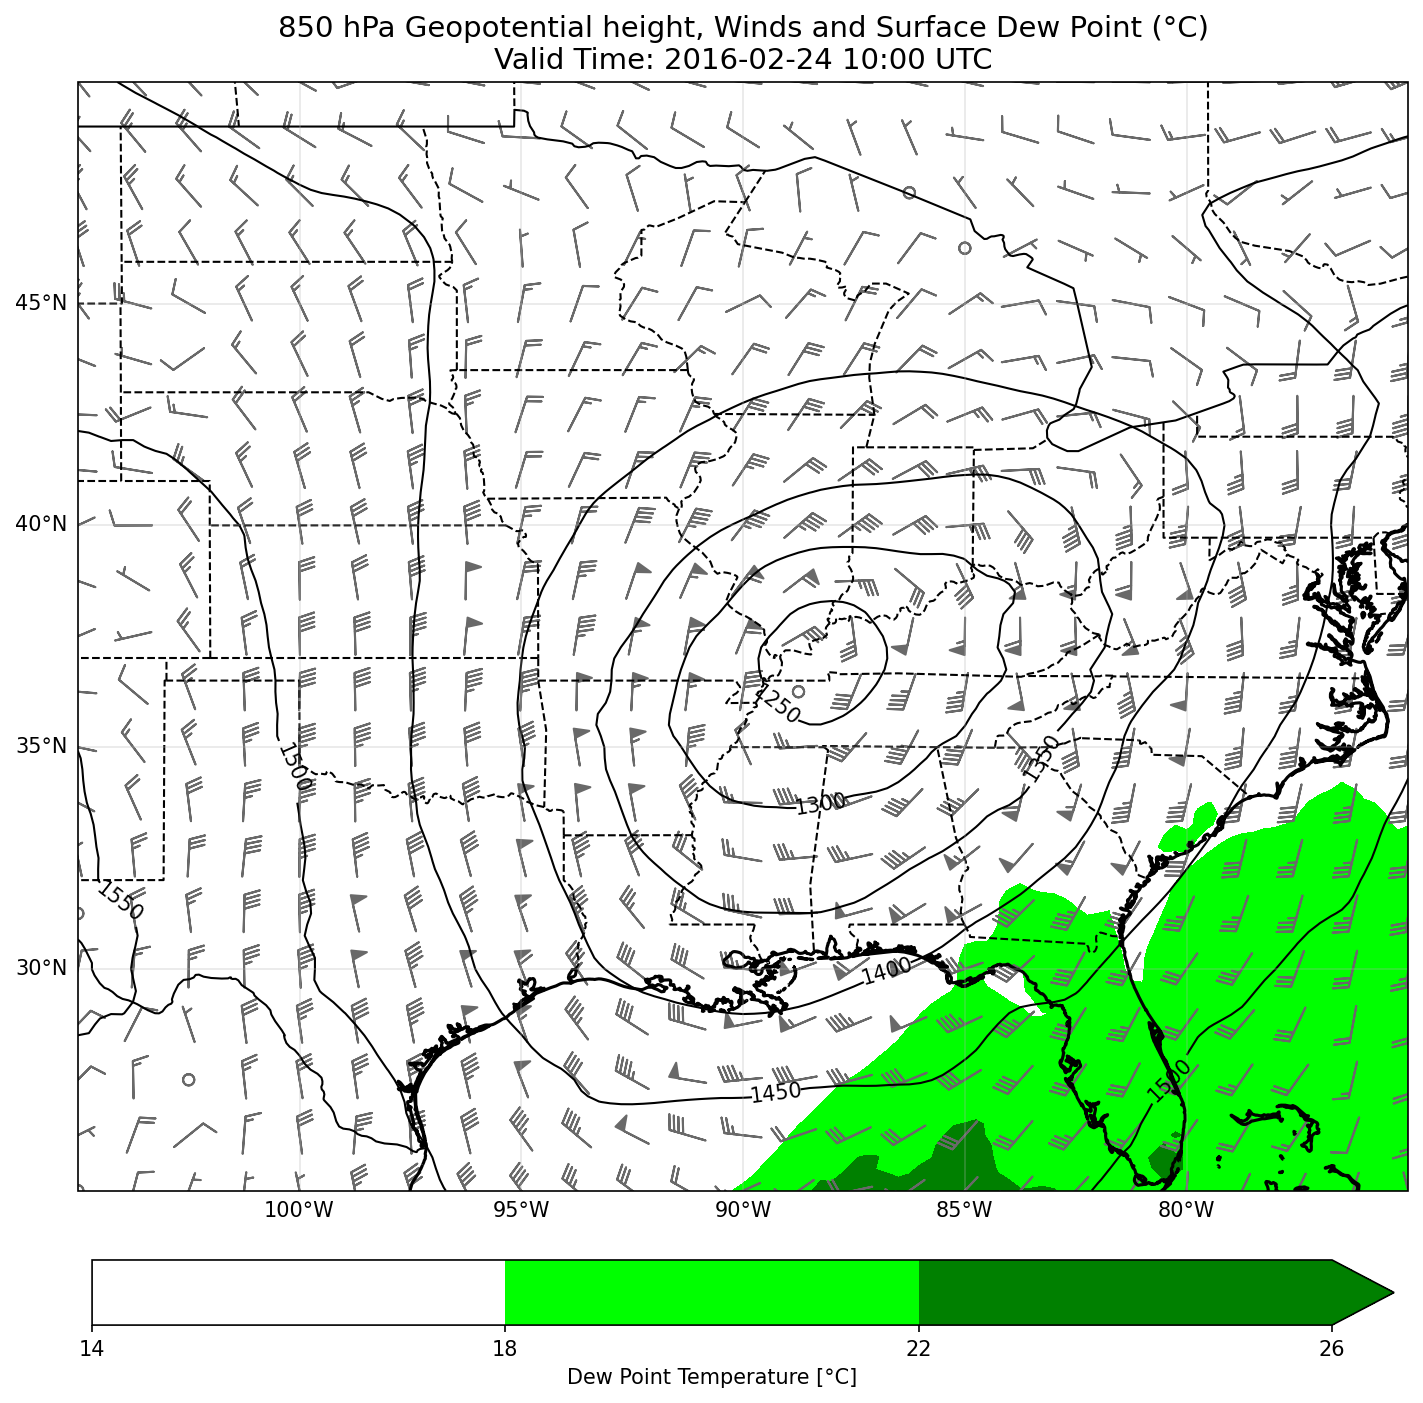 850 hPa Geopotential height, Winds and Surface Dew Point (°C)
Valid Time: 2016-02-24 10:00 UTC
45°N
40°N
35°N
30°N
1250
1300
1350
1400
1450
1500
1500
1550
100°W
95°W
90°W
85°W
80°W
14
18
22
26
Dew Point Temperature [°C]